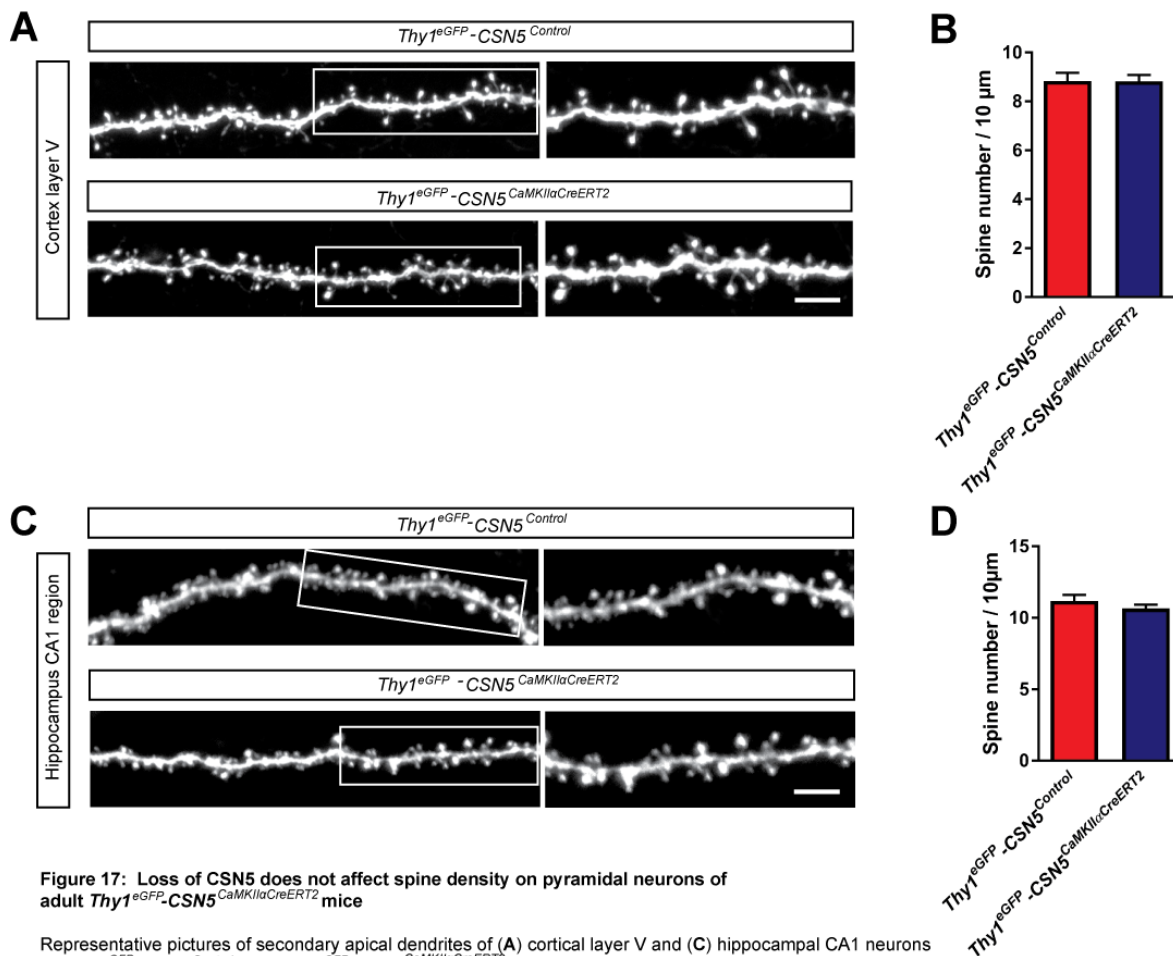 A
Thy1eGFP-CSN5Control
Cortex layer V
Thy1eGFP-CSN5CaMKIIαCreERT2
B
Spine number / 10 µm
10
8
6
4
2
0
Thy1eGFP-CSN5Control
Thy1eGFP-CSN5CaMKIIαCreERT2
C
Thy1eGFP-CSN5Control
Hippocampus CA1 region
Thy1eGFP -CSN5CaMKIIαCreERT2
D
Spine number / 10µm
15
10
5
0
Thy1eGFP-CSN5Control
Thy1eGFP-CSN5CaMKIIαCreERT2
Figure 17: Loss of CSN5 does not affect spine density on pyramidal neurons of
adult Thy1eGFP-CSN5CaMKIIαCreERT2 mice
Representative pictures of secondary apical dendrites of (A) cortical layer V and (C) hippocampal CA1 neurons